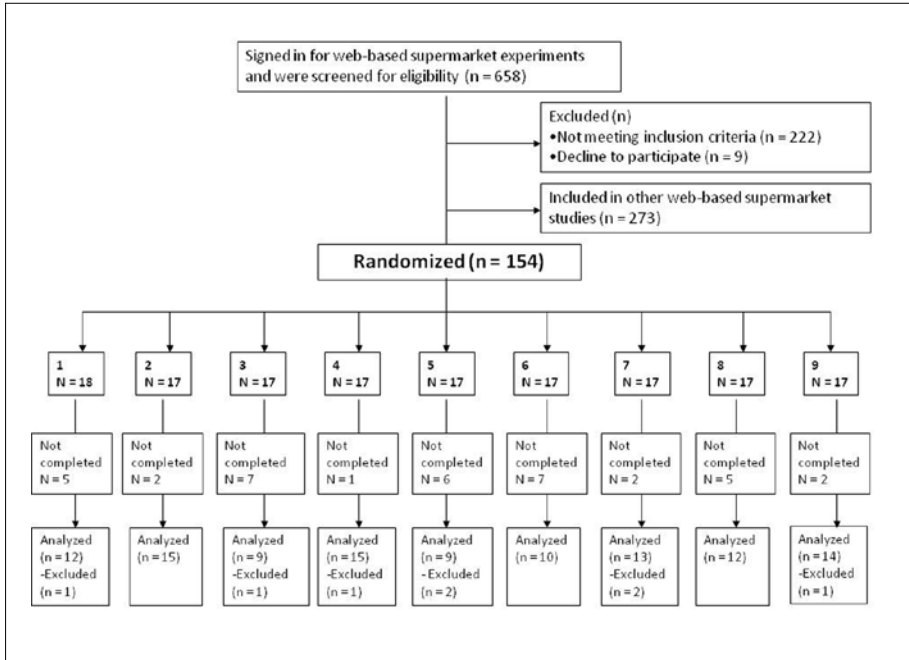 Signed in for web-based supermarket experiments
and were screened for eligibility (n = 658)
Excluded (n)
•Not meeting inclusion criteria (n = 222)
•Decline to participate (n = 9)
Included in other web-based supermarket
studies (n = 273)
Randomized (n = 154)
1
N = 18
2
N = 17
3
N = 17
4
N = 17
5
N = 17
6
N = 17
7
N = 17
8
N = 17
9
N = 17
Not
completed
N = 5
Not
completed
N = 2
Not
completed
N = 7
Not
completed
N = 1
Not
completed
N = 6
Not
completed
N = 7
Not
completed
N = 2
Not
completed
N = 5
Not
completed
N = 2
Analyzed
(n = 12)
-Excluded
(n = 1)
Analyzed
(n = 15)
Analyzed
(n = 9)
-Excluded
(n = 1)
Analyzed
(n = 15)
-Excluded
(n = 1)
Analyzed
(n = 9)
- Excluded
(n = 2)
Analyzed
(n = 10)
Analyzed
(n = 13)
-Excluded
(n = 2)
Analyzed
(n = 12)
Analyzed
(n = 14)
-Excluded
(n = 1)